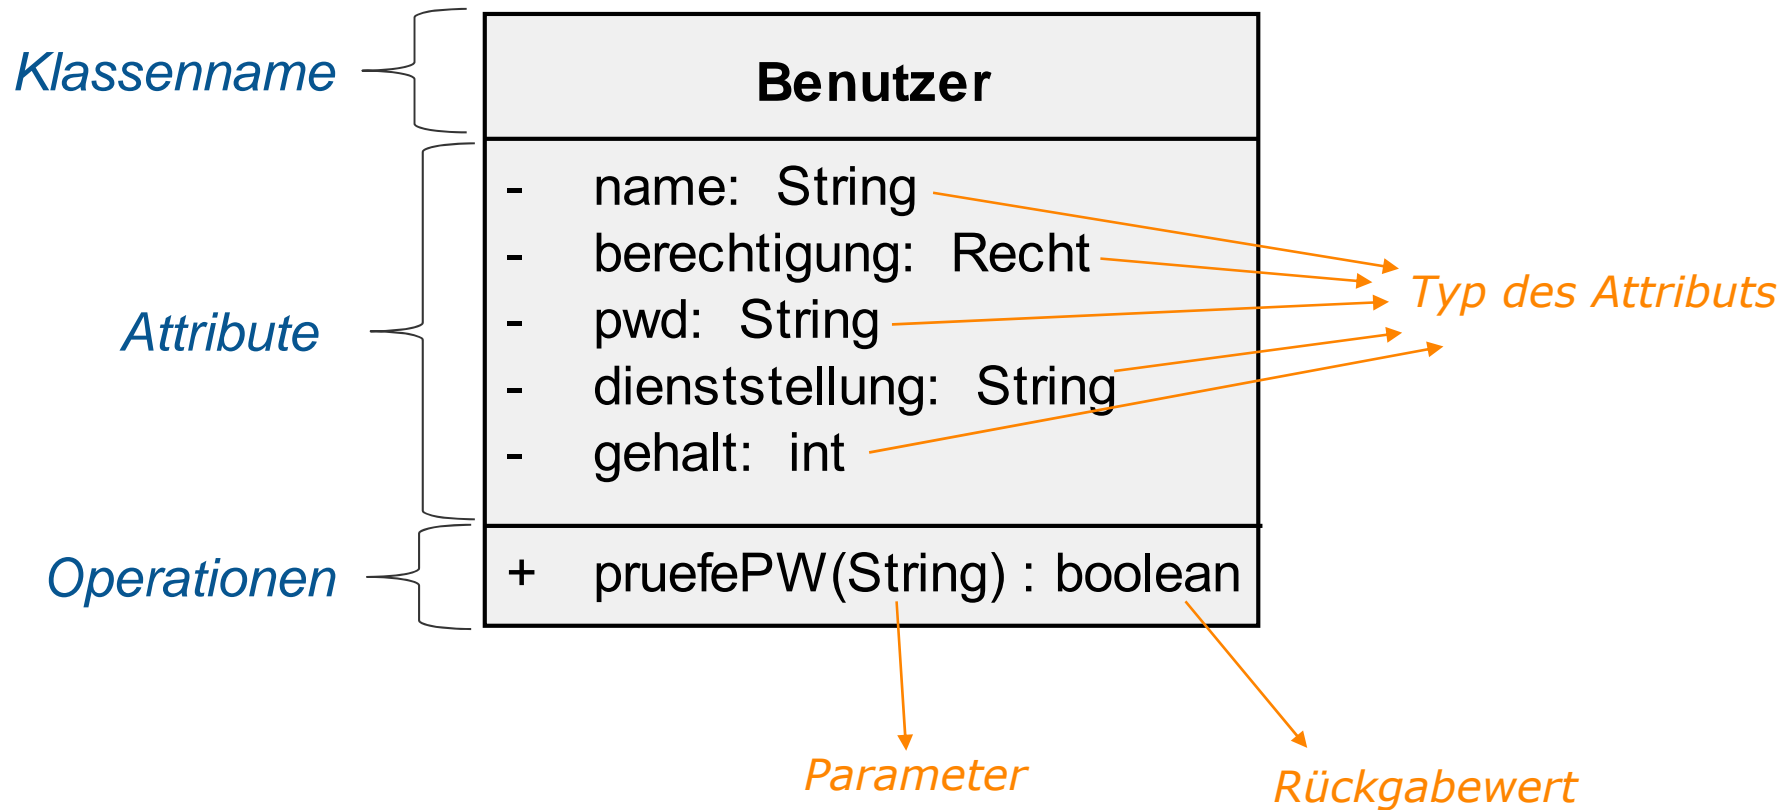 Klassenname
Benutzer
Attribute
- name: String
- berechtigung: Recht
- pwd: String
- dienststellung: String
- gehalt: int
Typ des Attributs
Operationen
+ pruefePW(String) : boolean
Parameter
Rückgabewert